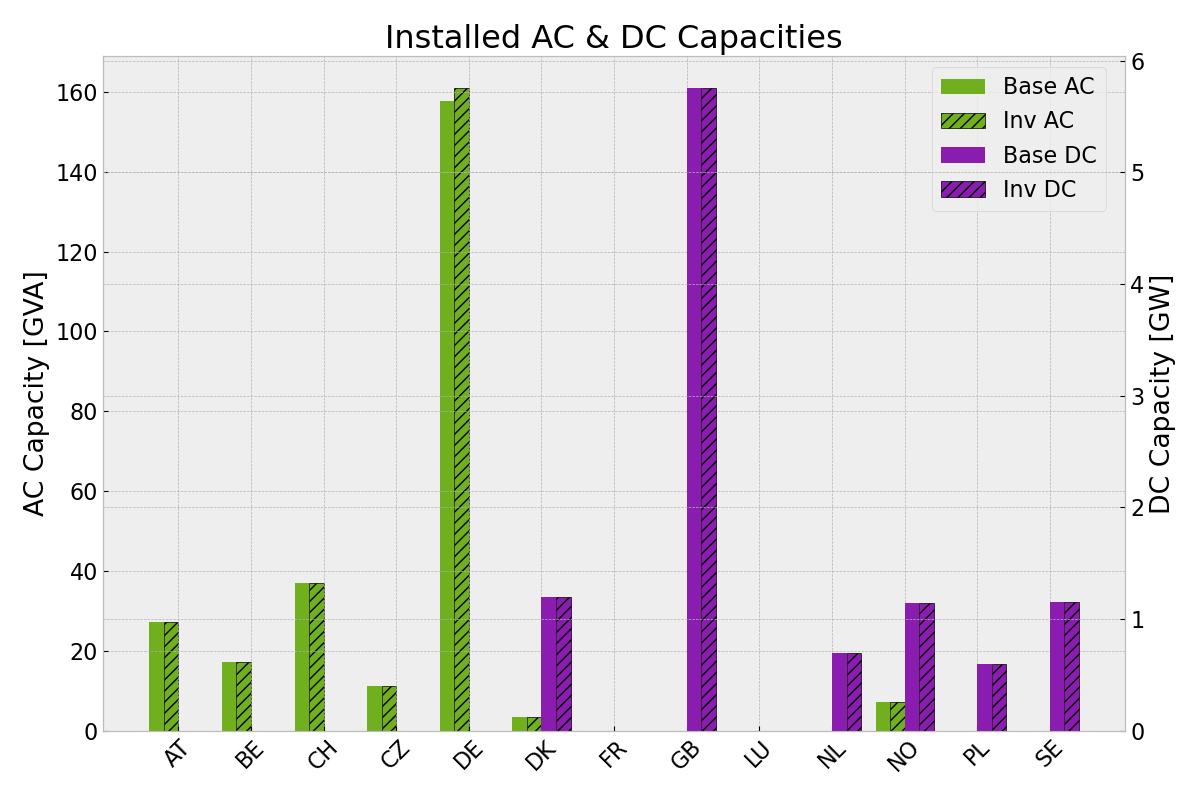 Installed AC & DC Capacities
AC Capacity [GVA]
160
140
120
100
80
60
40
20
0
6
5
4
3
2
1
0
DC Capacity [GW]
Base AC
Inv AC
Base DC
Inv DC
AT
BE
CH
CZ
DE
DK
FR
GB
LU
NL
NO
PL
SE